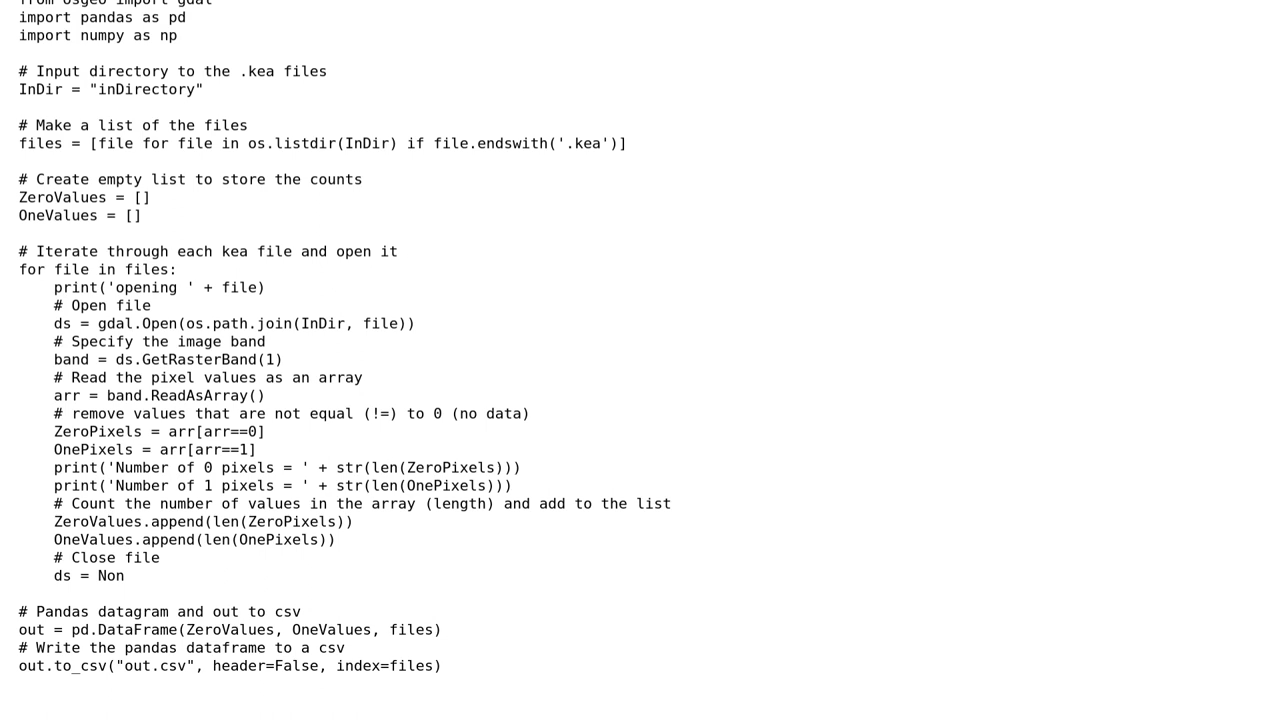 from osgeo import gdal
import pandas as pd
import numpy as np

# Input directory to the .kea files
InDir = "inDirectory"

# Make a list of the files
files = [file for file in os.listdir(InDir) if file.endswith('.kea')]

# Create empty list to store the counts
ZeroValues = []
OneValues = []

# Iterate through each kea file and open it
for file in files:
    print('opening ' + file)
    # Open file
    ds = gdal.Open(os.path.join(InDir, file))
    # Specify the image band
    band = ds.GetRasterBand(1)
    # Read the pixel values as an array
    arr = band.ReadAsArray()
    # remove values that are not equal (!=) to 0 (no data)
    ZeroPixels = arr[arr==0]
    OnePixels = arr[arr==1]
    print('Number of 0 pixels = ' + str(len(ZeroPixels)))
    print('Number of 1 pixels = ' + str(len(OnePixels)))
    # Count the number of values in the array (length) and add to the list
    ZeroValues.append(len(ZeroPixels))
    OneValues.append(len(OnePixels))
    # Close file
    ds = Non

# Pandas datagram and out to csv
out = pd.DataFrame(ZeroValues, OneValues, files)
# Write the pandas dataframe to a csv
out.to_csv("out.csv", header=False, index=files)